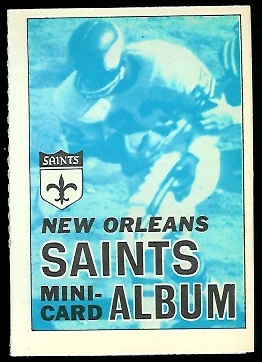 SAINTS
NEW ORLEANS
SAINTS
MINI-
CARD ALBUM